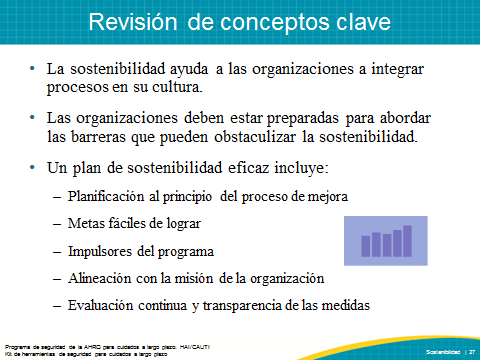 Revisión de conceptos clave
• La sostenibilidad ayuda a las organizaciones a integrar
procesos en su cultura.
• Las organizaciones deben estar preparadas para abordar
las barreras que pueden obstaculizar la sostenibilidad.
• Un plan de sostenibilidad eficaz incluye:
– Planificación al principio del proceso de mejora
– Metas fáciles de lograr
– Impulsores del programa
– Alineación con la misión de la organización
– Evaluación continua y transparencia de las medidas
Programa de seguridad de la AHRQ para cuidados a largo plazo: HAI/CAUTI
Kit de herramientas de seguridad para cuidados a largo plazo
Sostenibilidad | 27